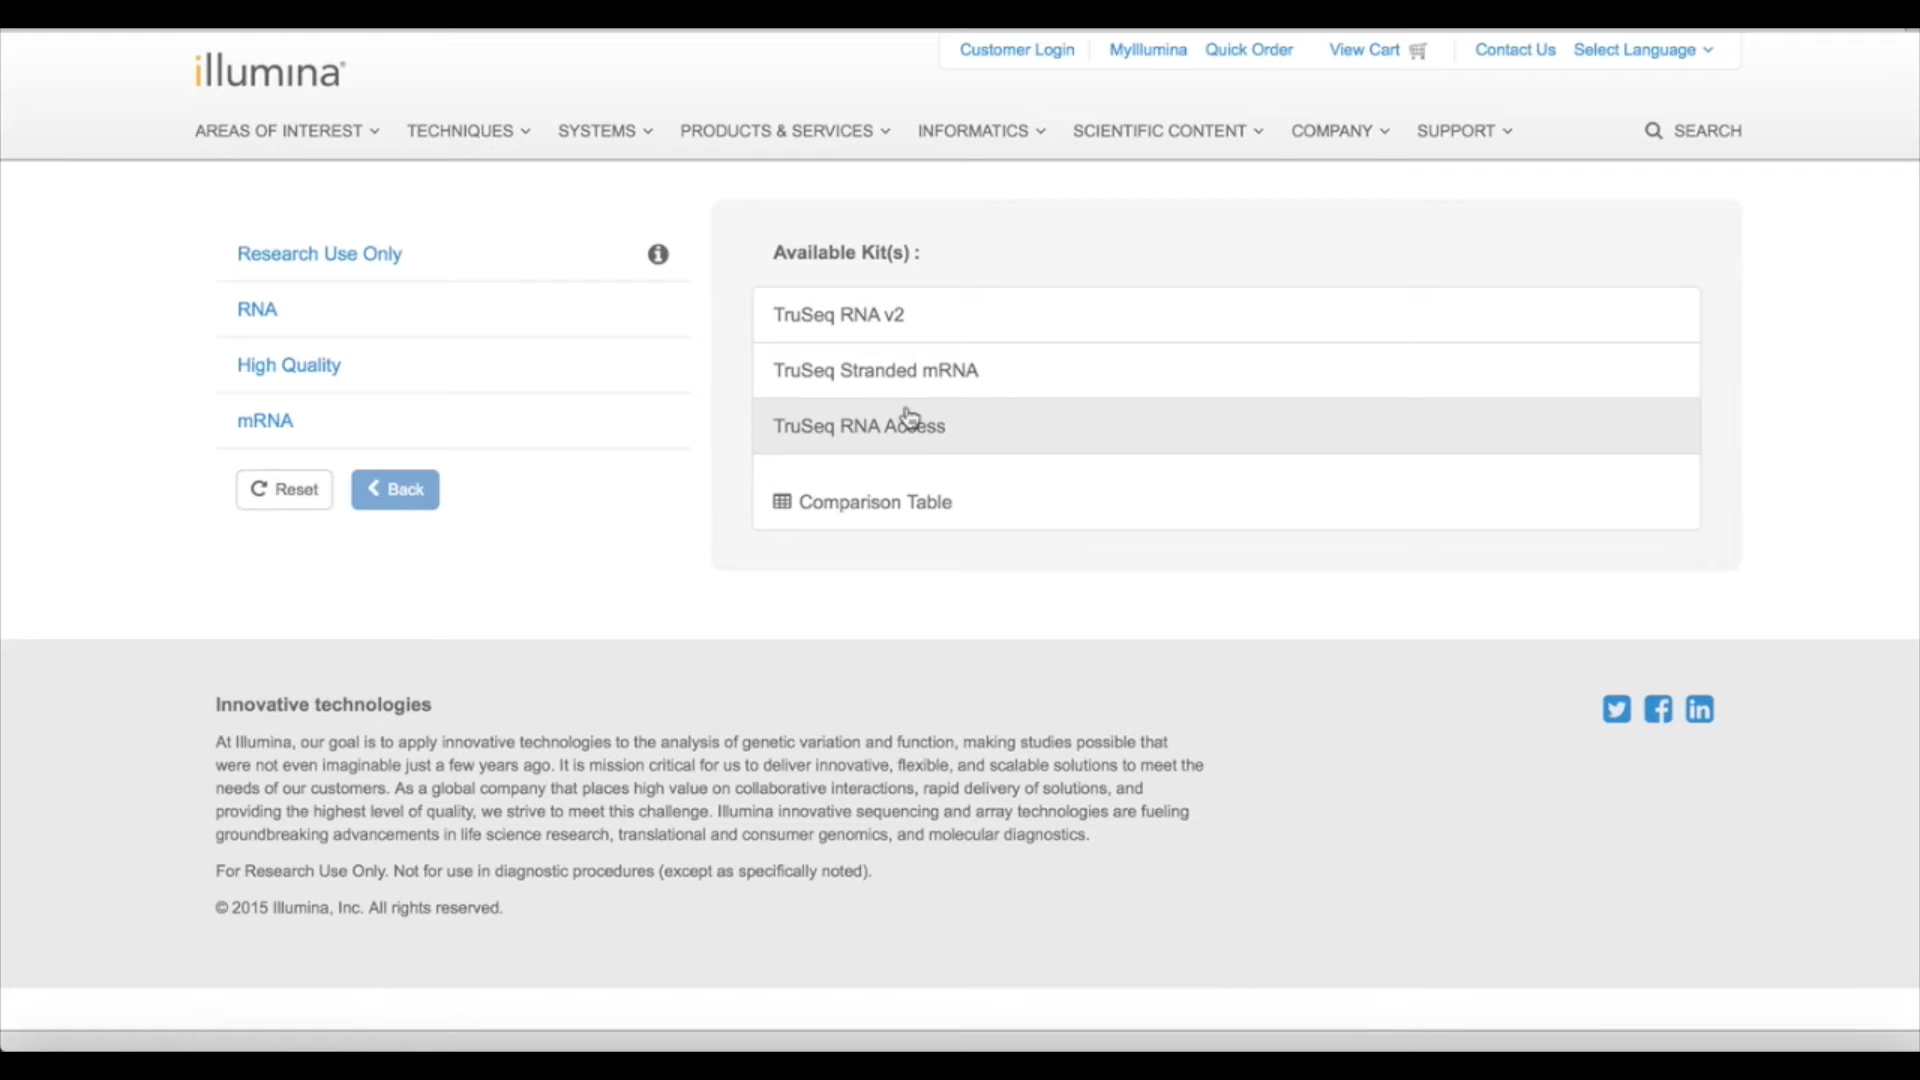 Customer Login MyIllumina Quick Order View Cart Contact Us Select Language
illumina®
AREAS OF INTEREST TECHNIQUES SYSTEMS PRODUCTS & SERVICES INFORMATICS SCIENTIFIC CONTENT COMPANY SUPPORT SEARCH
Research Use Only
RNA
High Quality
mRNA
Reset Back
Available Kit(s) :
TruSeq RNA v2
TruSeq Stranded mRNA
TruSeq RNA Access
Comparison Table
Innovative technologies
At Illumina, our goal is to apply innovative technologies to the analysis of genetic variation and function, making studies possible that
were not even imaginable just a few years ago. It is mission critical for us to deliver innovative, flexible, and scalable solutions to meet the
needs of our customers. As a global company that places high value on collaborative interactions, rapid delivery of solutions, and
providing the highest level of quality, we strive to meet this challenge. Illumina innovative sequencing and array technologies are fueling
groundbreaking advancements in life science research, translational and consumer genomics, and molecular diagnostics.
For Research Use Only. Not for use in diagnostic procedures (except as specifically noted).
© 2015 Illumina, Inc. All rights reserved.